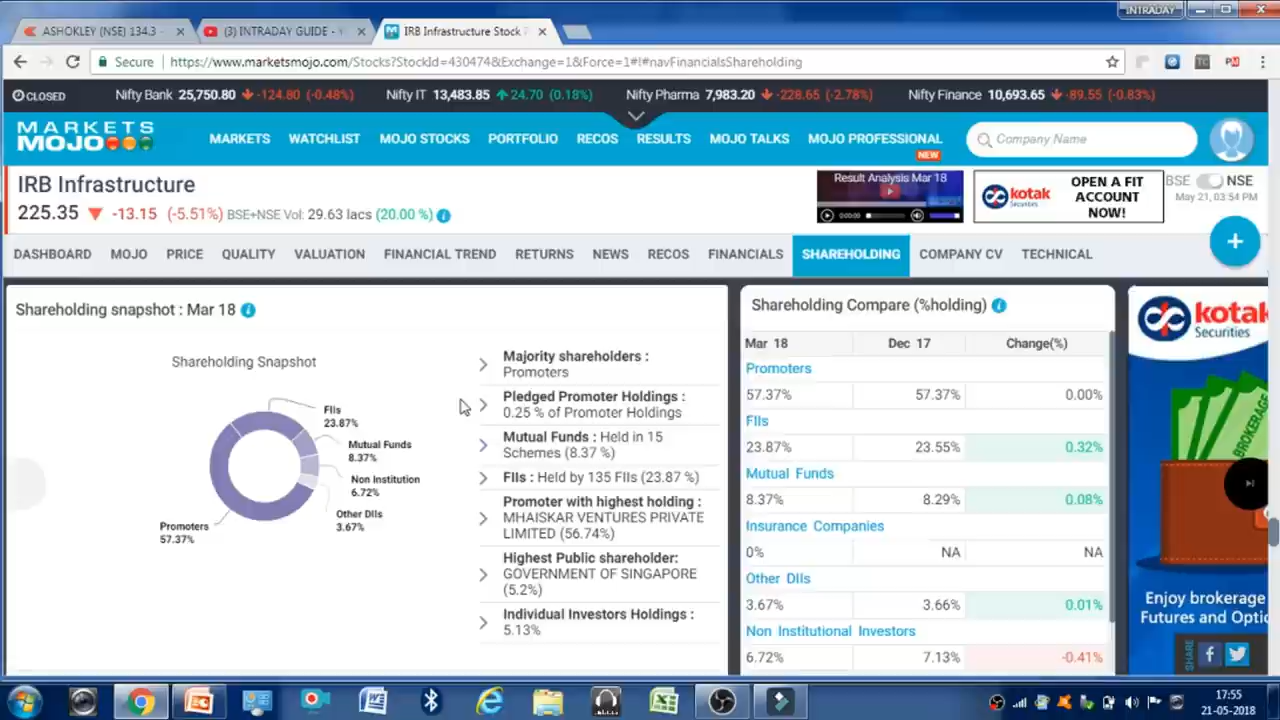 INTRADAY
ASHOKLEY (NSE) 134.3
(3) INTRADAY GUIDE -
IRB Infrastructure Stock
Secure
https://www.marketsmojo.com/Stocks?StockId=430474&Exchange=1&Force=1#!#navFinancialsShareholding
CLOSED
Nifty Bank 25,750.80 -124.80 (-0.48%)
Nifty IT 13,483.85 24.70 (0.18%)
Nifty Pharma 7,983.20 -228.65 (-2.78%)
Nifty Finance 10,693.65 -89.55 (-0.83%)
MARKETS
MOJO
MARKETS WATCHLIST MOJO STOCKS PORTFOLIO RECOS RESULTS MOJO TALKS MOJO PROFESSIONAL
NEW
Company Name
IRB Infrastructure
225.35 -13.15 (-5.51%) BSE+NSE Vol: 29.63 lacs (20.00 %)
Result Analysis Mar 18
0:00:00
kotak
Securities
OPEN A FIT
ACCOUNT
NOW!
BSE NSE
May 21, 03:54 PM
DASHBOARD MOJO PRICE QUALITY VALUATION FINANCIAL TREND RETURNS NEWS RECOS FINANCIALS SHAREHOLDING COMPANY CV TECHNICAL
Shareholding snapshot : Mar 18
Shareholding Snapshot
FIIs
23.87%
Mutual Funds
8.37%
Non Institution
6.72%
Other DIIs
3.67%
Promoters
57.37%
Majority shareholders :
Promoters
Pledged Promoter Holdings :
0.25 % of Promoter Holdings
Mutual Funds : Held in 15
Schemes (8.37 %)
FIIs : Held by 135 FIIs (23.87 %)
Promoter with highest holding :
MHAISKAR VENTURES PRIVATE
LIMITED (56.74%)
Highest Public shareholder:
GOVERNMENT OF SINGAPORE
(5.2%)
Individual Investors Holdings :
5.13%
Shareholding Compare (%holding)
Mar 18 Dec 17 Change(%)
Promoters
57.37% 57.37% 0.00%
FIIs
23.87% 23.55% 0.32%
Mutual Funds
8.37% 8.29% 0.08%
Insurance Companies
0% NA NA
Other DIIs
3.67% 3.66% 0.01%
Non Institutional Investors
6.72% 7.13% -0.41%
kotak
Securities
BROKERAGE
Enjoy brokerage
Futures and Optio
SHARE
17:55
21-05-2018